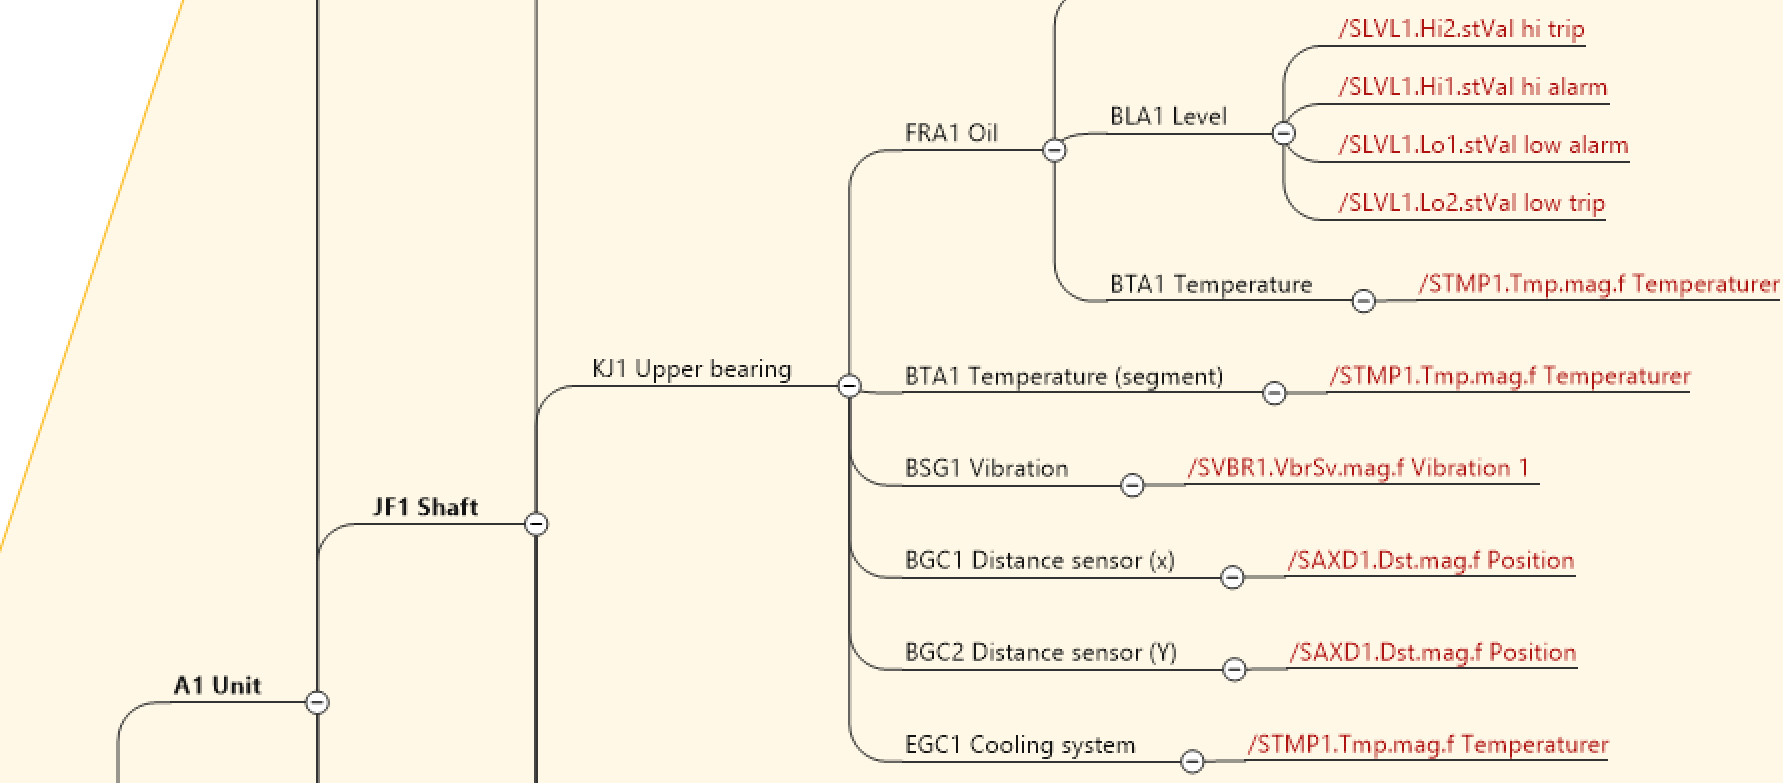 /SLVL1.Hi2.stVal hi trip
/SLVL1.Hi1.stVal hi alarm
BLA1 Level
FRA1 Oil
/SLVL1.Lo1.stVal low alarm
/SLVL1.Lo2.stVal low trip
BTA1 Temperature
/STMP1.Tmp.mag.f Temperaturer
KJ1 Upper bearing
BTA1 Temperature (segment)
/STMP1.Tmp.mag.f Temperaturer
BSG1 Vibration
/SVBR1.VbrSv.mag.f Vibration 1
JF1 Shaft
BGC1 Distance sensor (x)
/SAXD1.Dst.mag.f Position
BGC2 Distance sensor (Y)
/SAXD1.Dst.mag.f Position
A1 Unit
EGC1 Cooling system
/STMP1.Tmp.mag.f Temperaturer